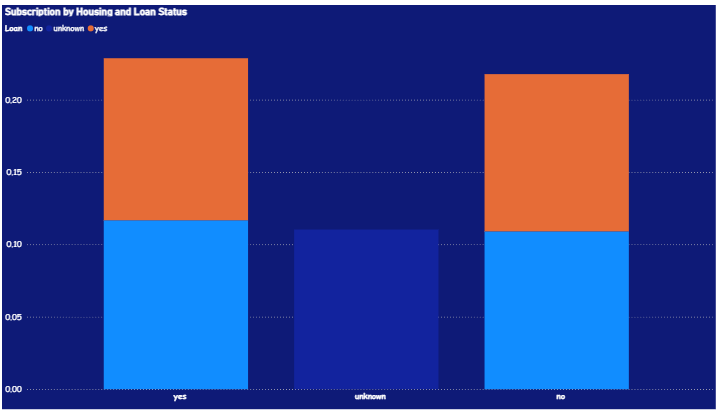 Subscription by Housing and Loan Status
Loan no unknown yes
0,20
0,15
0,10
0,05
0,00
yes unknown no